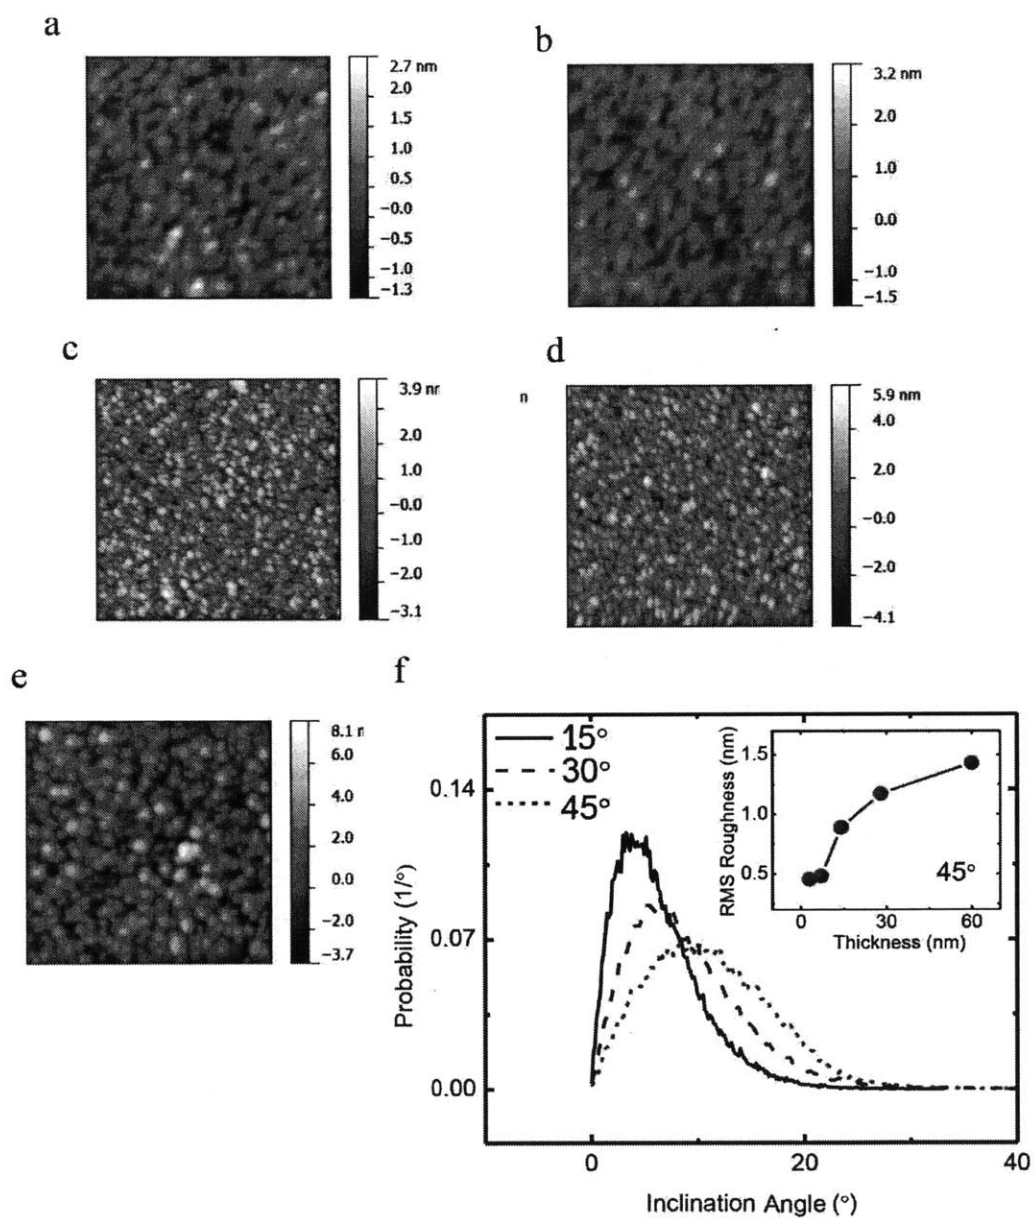 a
2.7 nm
2.0
1.5
1.0
0.5
−0.0
−0.5
−1.0
−1.3
b
3.2 nm
2.0
1.0
0.0
−1.0
−1.5
c
3.9 nm
2.0
1.0
−0.0
−1.0
−2.0
−3.1
n
d
5.9 nm
4.0
2.0
−0.0
−2.0
−4.1
e
8.1 n
6.0
4.0
2.0
0.0
−2.0
−3.7
f
15°
30°
45°
Probability (1/°)
0.14
0.07
0.00
0
20
40
Inclination Angle (°)
RMS Roughness (nm)
1.5
1.0
0.5
45°
0
30
60
Thickness (nm)